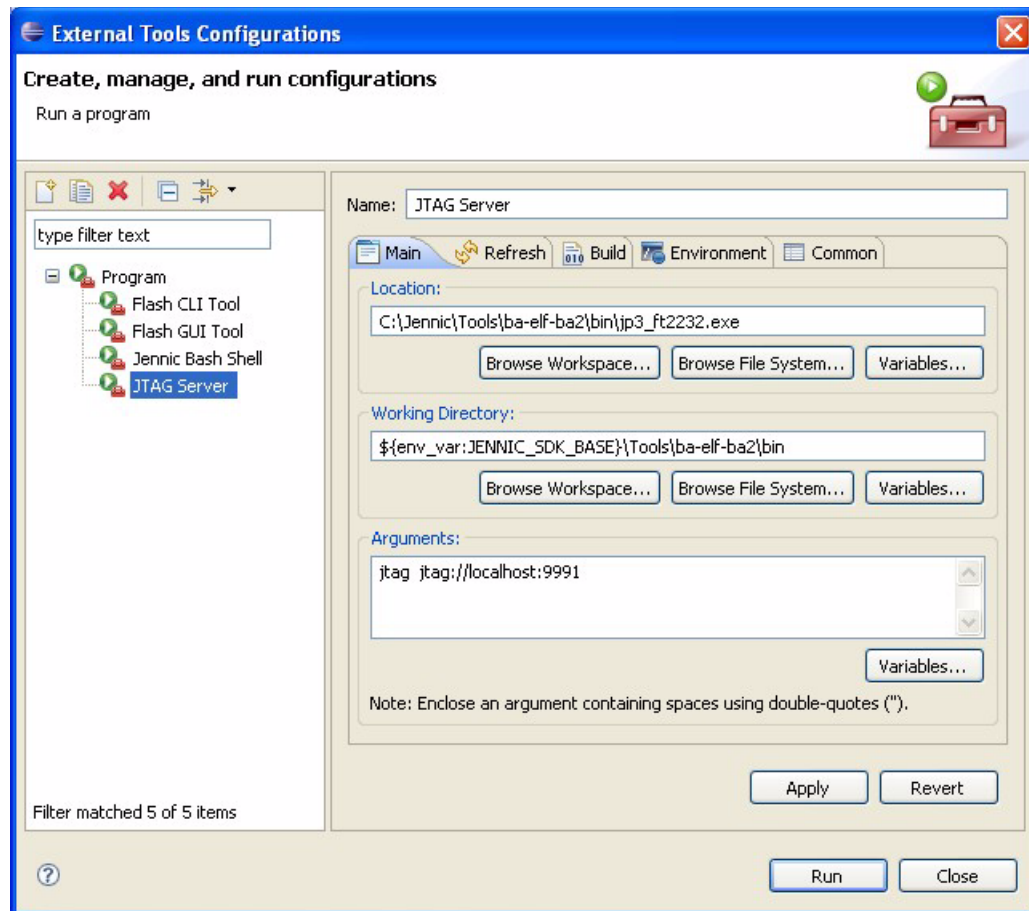 External Tools Configurations
Create, manage, and run configurations
Run a program
type filter text
Program
Flash CLI Tool
Flash GUI Tool
Jennic Bash Shell
JTAG Server
Filter matched 5 of 5 items
Name: JTAG Server
Main Refresh Build Environment Common
Location:
C:\Jennic\Tools\ba-elf-ba2\bin\jp3_ft2232.exe
Browse Workspace... Browse File System... Variables...
Working Directory:
${env_var:JENNIC_SDK_BASE}\Tools\ba-elf-ba2\bin
Browse Workspace... Browse File System... Variables...
Arguments:
jtag jtag://localhost:9991
Variables...
Note: Enclose an argument containing spaces using double-quotes (").
Apply Revert
Run Close